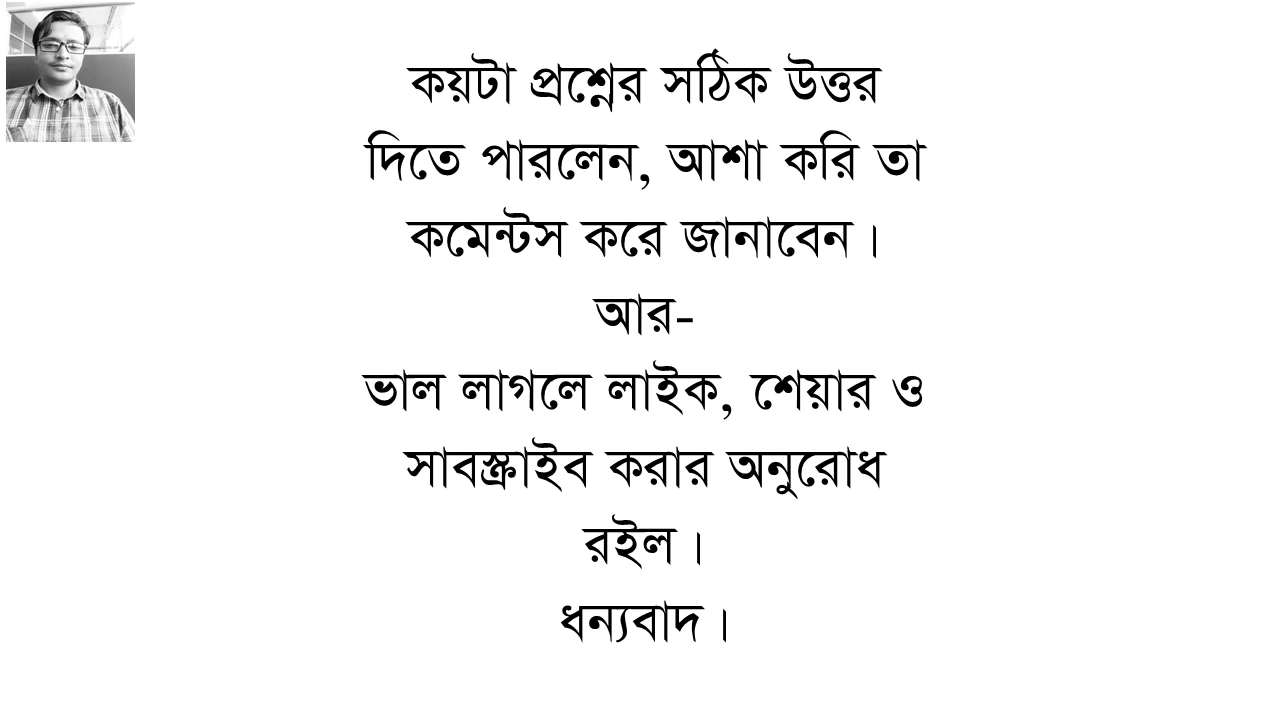 কয়টা প্রশ্নের সঠিক উত্তর
দিতে পারলেন, আশা করি তা
কমেন্টস করে জানাবেন।
আর-
ভাল লাগলে লাইক, শেয়ার ও
সাবস্ক্রাইব করার অনুরোধ
রইল।
ধন্যবাদ।